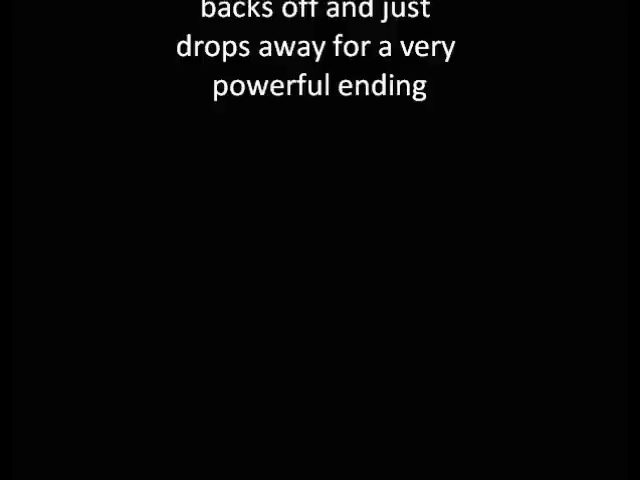 backs off and just
drops away for a very
powerful ending